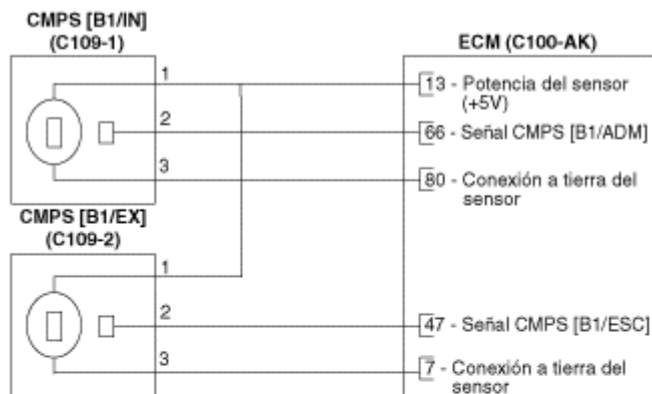 CMPS [B1/IN]
(C109-1)
ECM (C100-AK)
1
13 - Potencia del sensor
(+5V)
2
66 - Señal CMPS [B1/ADM]
3
80 - Conexión a tierra del
sensor
CMPS [B1/EX]
(C109-2)
1
2
47 - Señal CMPS [B1/ESC]
3
7 - Conexión a tierra del
sensor